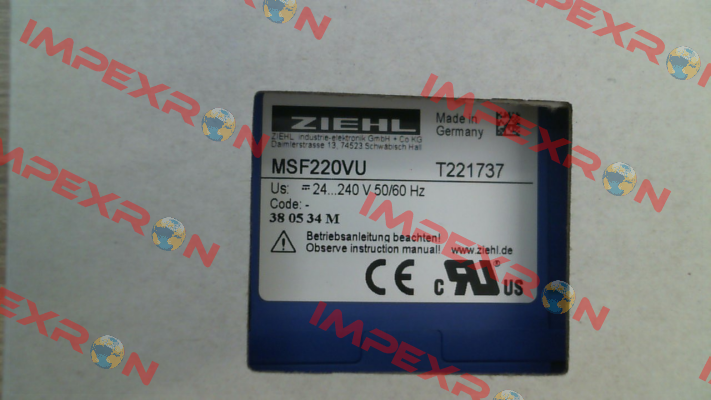 ZIEHL
Made in
Germany
ZIEHL industrie-elektronik GmbH + Co KG
Daimlerstrasse 13, 74523 Schwäbisch Hall
MSF220VU T221737
Us: ⎓ 24...240 V 50/60 Hz
Code: -
38 05 34 M
Betriebsanleitung beachten!
Observe instruction manual! www.ziehl.de
CE c RU ® US
IMPEXRON
IMPEXRON
IMPEXRON
IMPEXRON
IMPEXRON
IMPEXRON
IMPEXRON
IMPEXRON